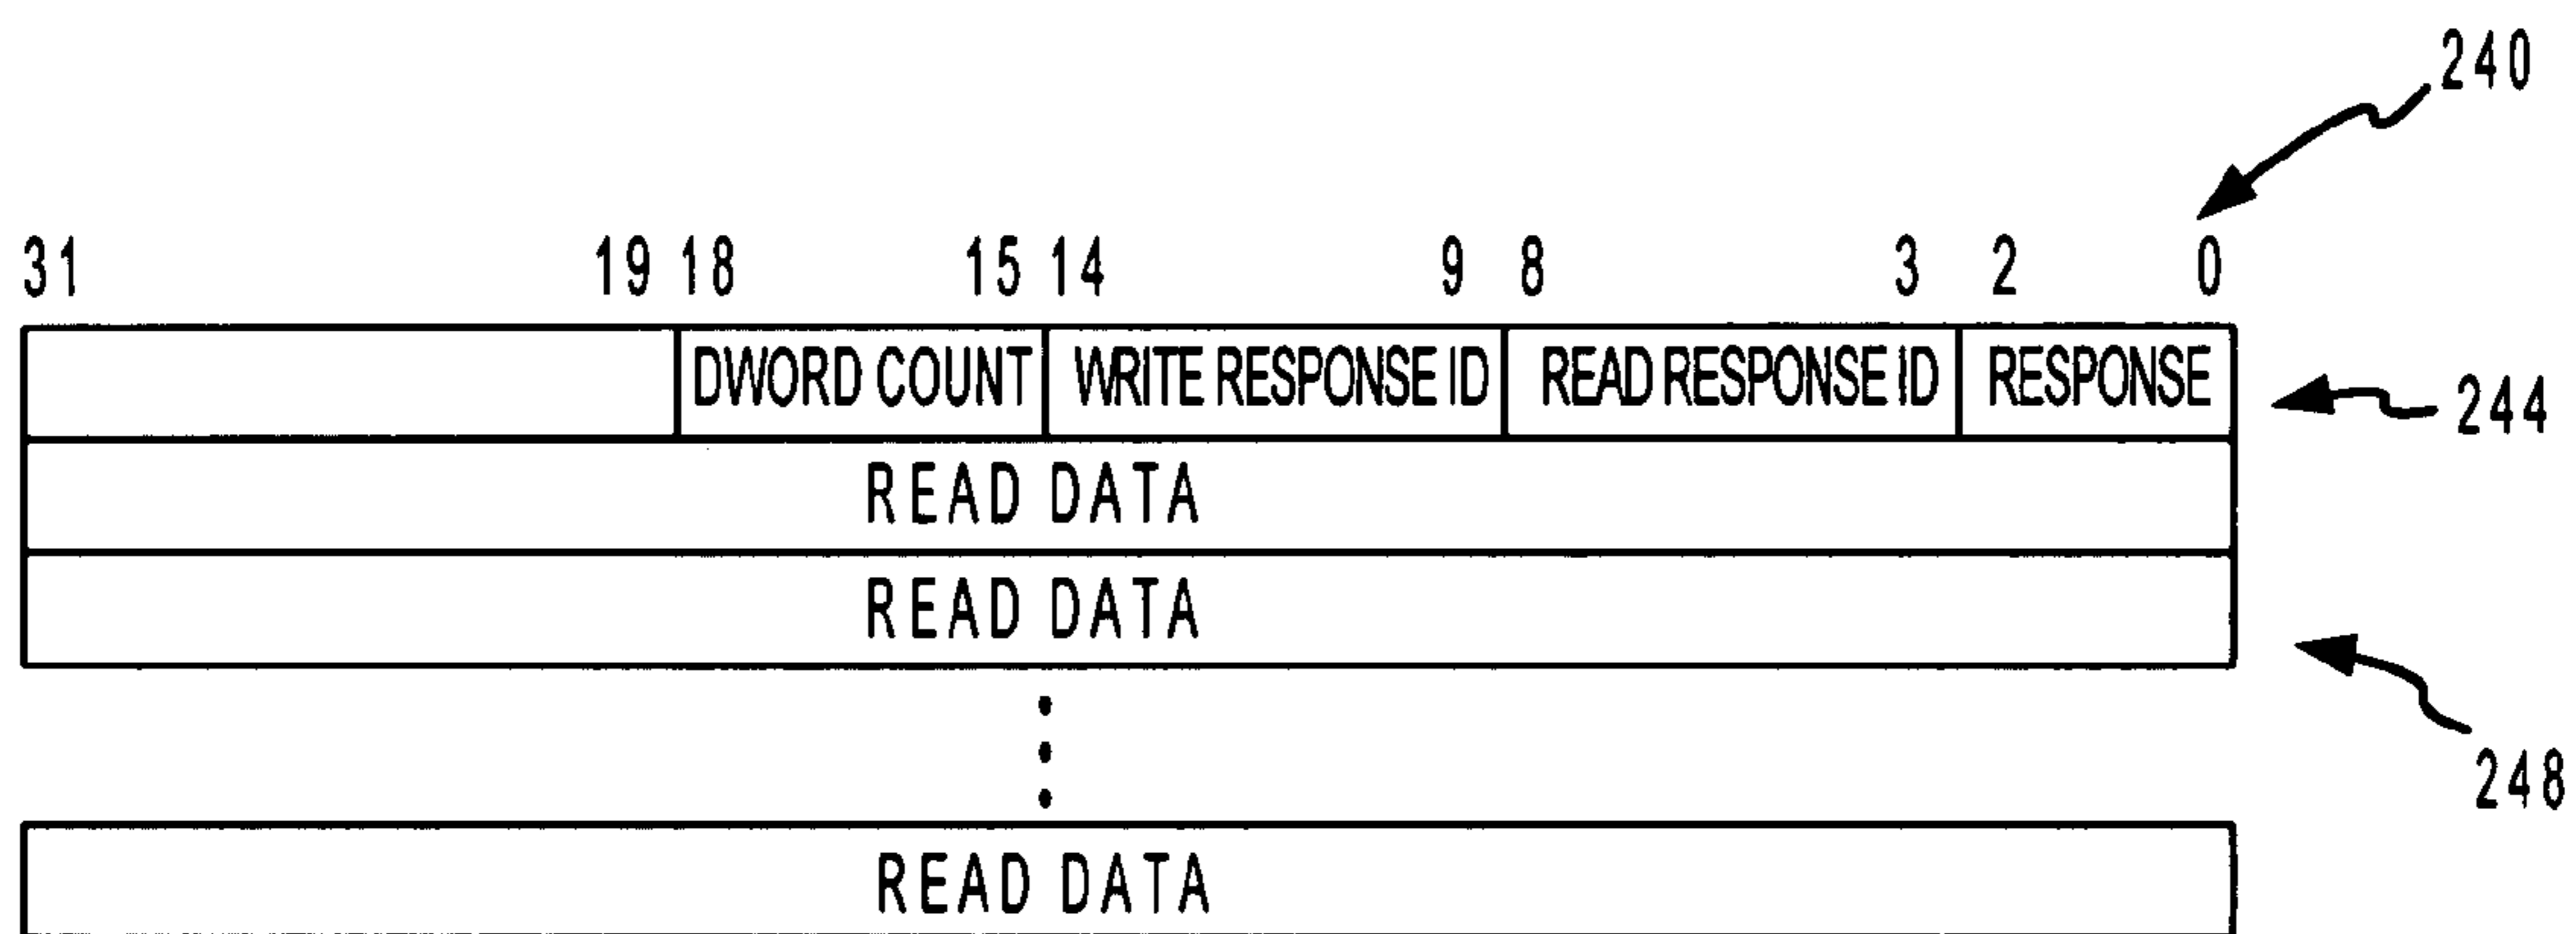 240
31 19 18 15 14 9 8 3 2 0
DWORD COUNT WRITE RESPONSE ID READ RESPONSE ID RESPONSE
244
READ DATA
READ DATA
248
READ DATA